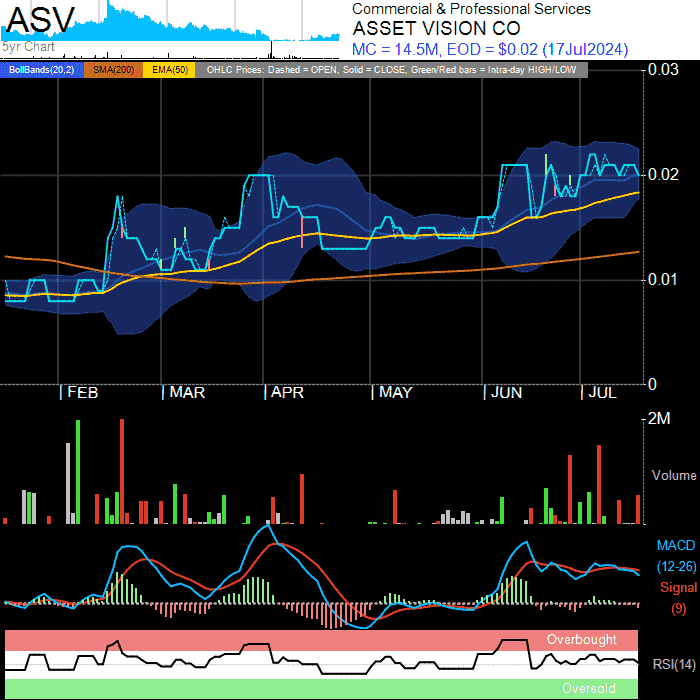 ASV
5yr Chart
Commercial & Professional Services
ASSET VISION CO
MC = 14.5M, EOD = $0.02 (17Jul2024)
BollBands(20,2) SMA(200) EMA(50) OHLC Prices: Dashed = OPEN, Solid = CLOSE, Green/Red bars = Intra-day HIGH/LOW
0.03
0.02
0.01
0
FEB MAR APR MAY JUN JUL
2M
Volume
MACD
(12-26)
Signal
(9)
Overbought
RSI(14)
Oversold